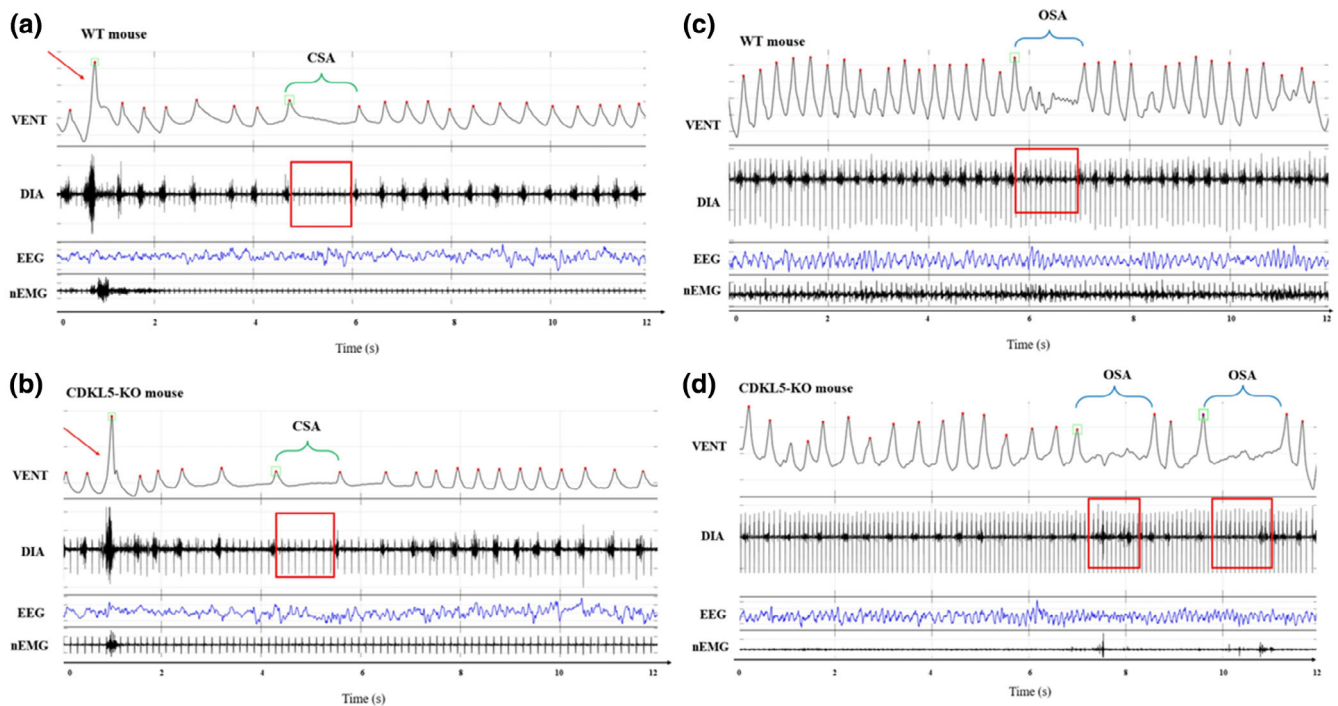 (a)
WT mouse
CSA
VENT
DIA
EEG
nEMG
0 2 4 6 8 10 12
Time (s)
(b)
CDKL5-KO mouse
CSA
VENT
DIA
EEG
nEMG
0 2 4 6 8 10 12
Time (s)
(c)
OSA
WT mouse
VENT
DIA
EEG
nEMG
0 2 4 6 8 10 12
Time (s)
(d)
OSA OSA
CDKL5-KO mouse
VENT
DIA
EEG
nEMG
0 2 4 6 8 10 12
Time (s)